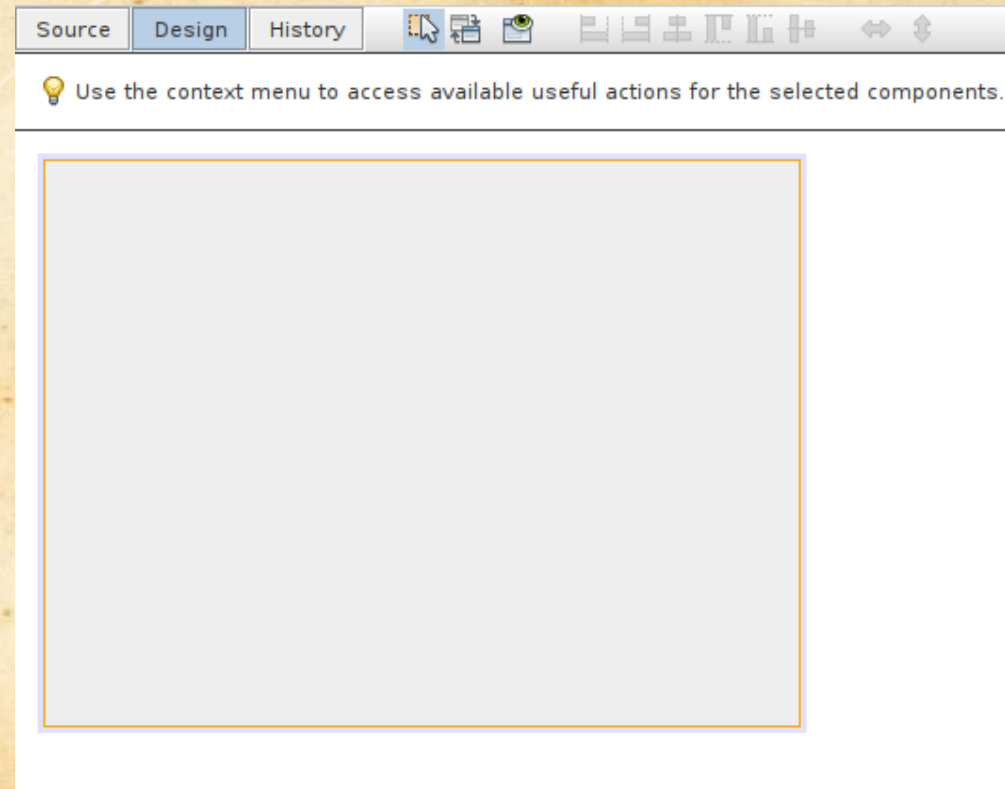 Source Design History
Use the context menu to access available useful actions for the selected components.